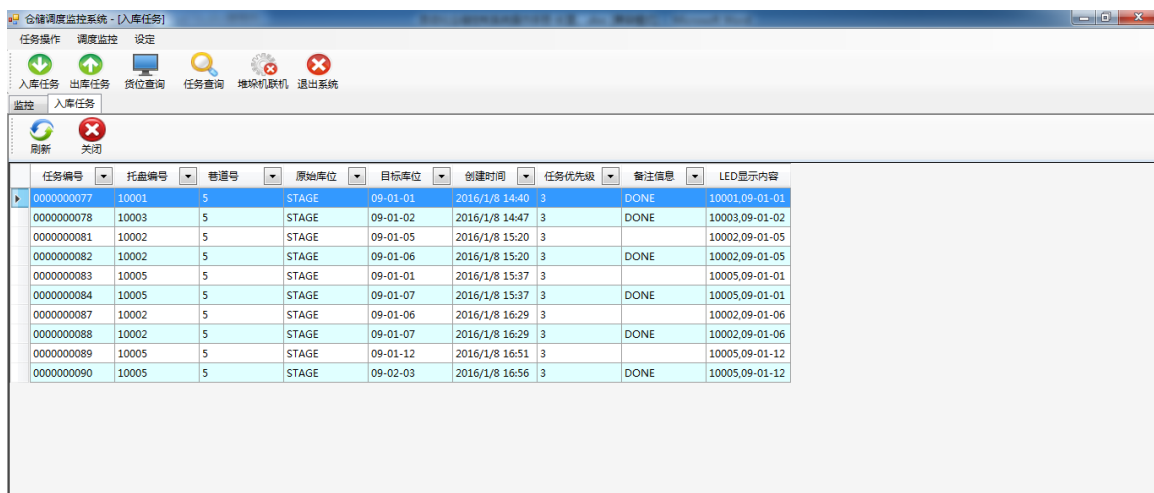 仓储调度监控系统 - [入库任务]
任务操作 调度监控 设定
入库任务 出库任务 货位查询 任务查询 堆垛机联机 退出系统
监控 入库任务
刷新 关闭
任务编号 托盘编号 巷道号 原始库位 目标库位 创建时间 任务优先级 备注信息 LED显示内容
0000000077 10001 5 STAGE 09-01-01 2016/1/8 14:40 3 DONE 10001,09-01-01
0000000078 10003 5 STAGE 09-01-02 2016/1/8 14:47 3 DONE 10003,09-01-02
0000000081 10002 5 STAGE 09-01-05 2016/1/8 15:20 3 10002,09-01-05
0000000082 10002 5 STAGE 09-01-06 2016/1/8 15:20 3 DONE 10002,09-01-05
0000000083 10005 5 STAGE 09-01-01 2016/1/8 15:37 3 10005,09-01-01
0000000084 10005 5 STAGE 09-01-07 2016/1/8 15:37 3 DONE 10005,09-01-01
0000000087 10002 5 STAGE 09-01-06 2016/1/8 16:29 3 10002,09-01-06
0000000088 10002 5 STAGE 09-01-07 2016/1/8 16:29 3 DONE 10002,09-01-06
0000000089 10005 5 STAGE 09-01-12 2016/1/8 16:51 3 10005,09-01-12
0000000090 10005 5 STAGE 09-02-03 2016/1/8 16:56 3 DONE 10005,09-01-12